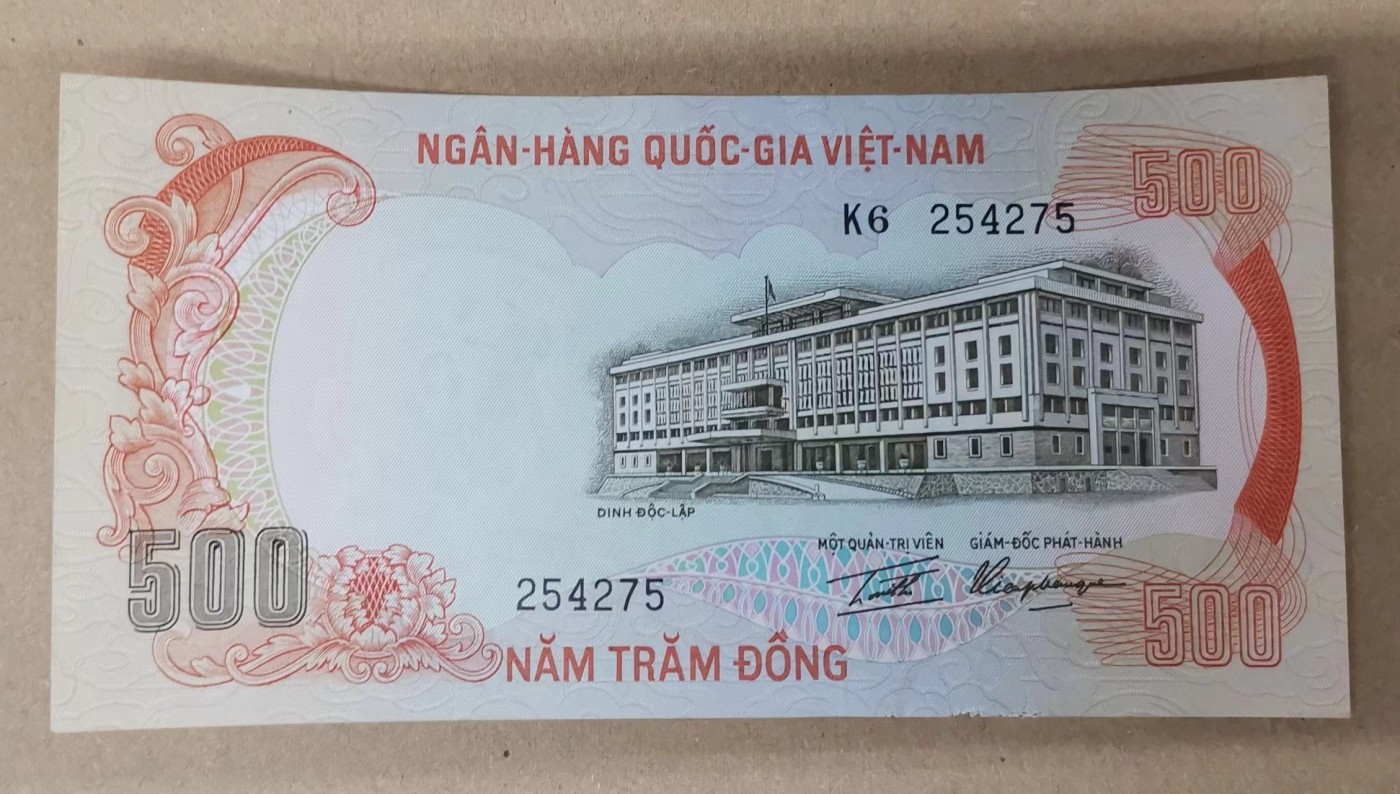 NGÂN-HÀNG QUỐC-GIA VIỆT-NAM
500
K6 254275
DINH ĐỘC-LẬP
MỘT QUẢN-TRỊ VIÊN GIÁM-ĐỐC PHÁT-HÀNH
500
254275
500
NĂM TRĂM ĐỒNG